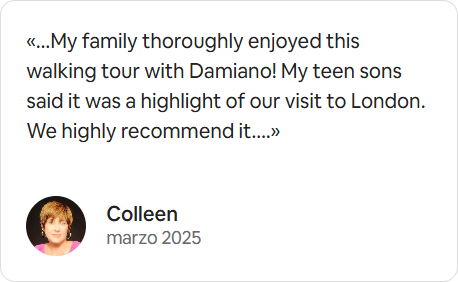 «...My family thoroughly enjoyed this
walking tour with Damiano! My teen sons
said it was a highlight of our visit to London.
We highly recommend it....»
Colleen
marzo 2025